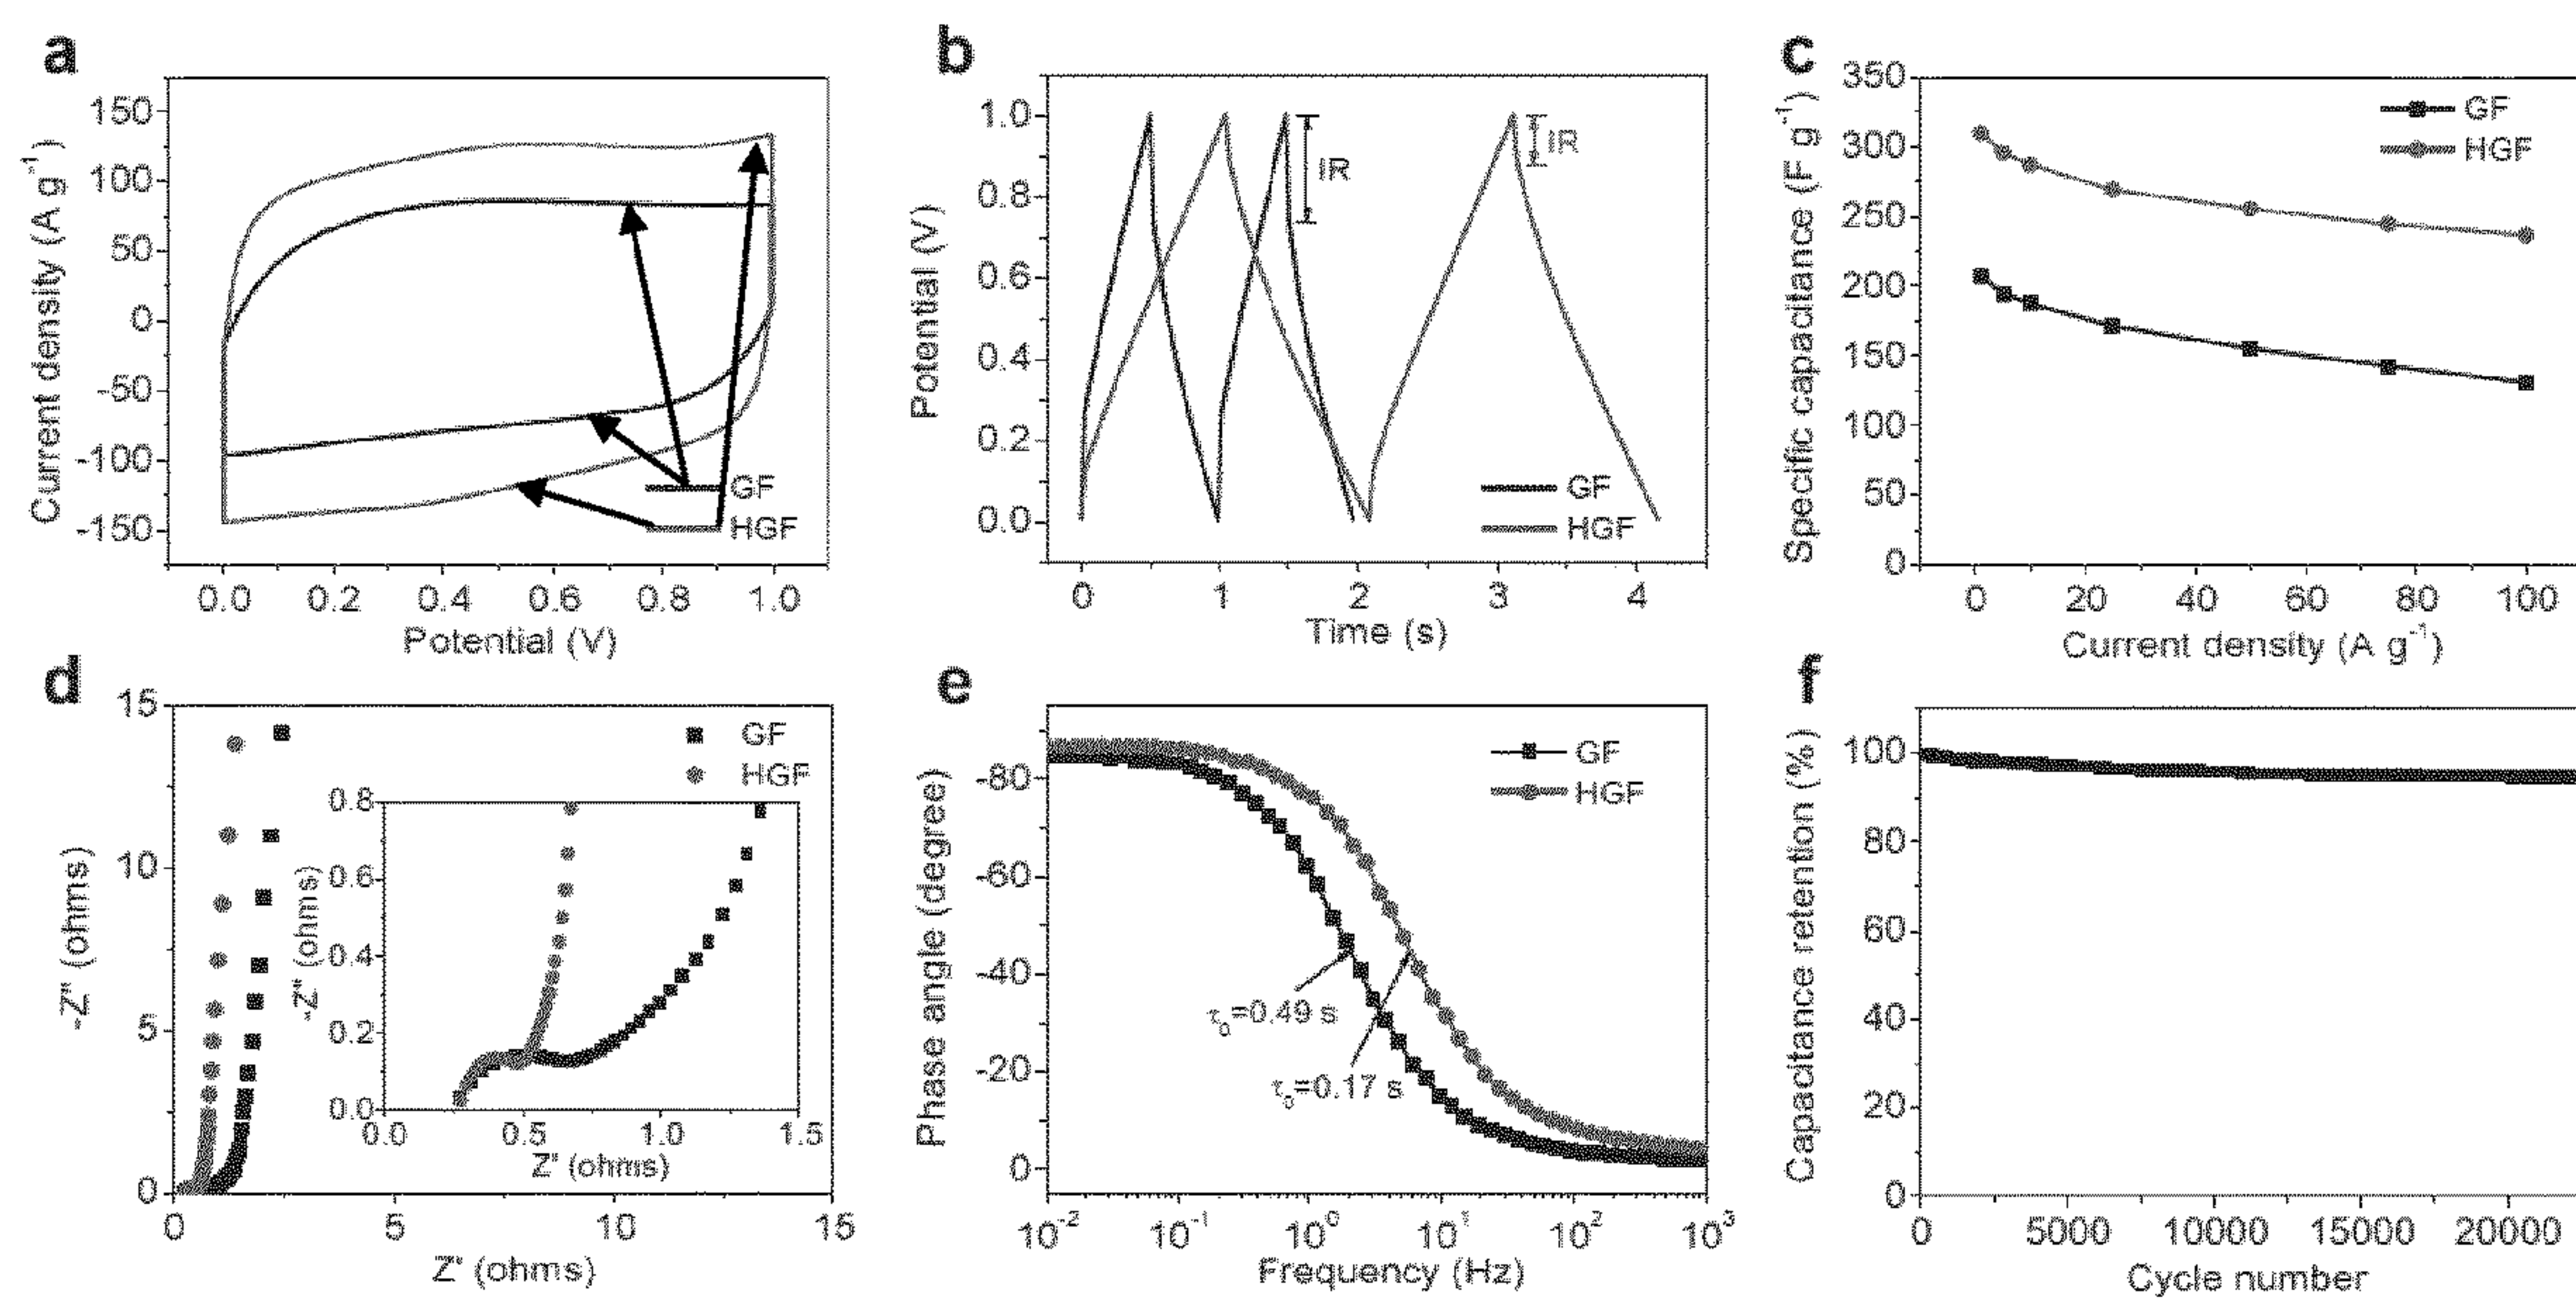 a
Current density (A g⁻¹)
150
100
50
0
-50
-100
-150
GF
HGF
0.0 0.2 0.4 0.6 0.8 1.0
Potential (V)
b
Potential (V)
1.0
0.8
0.6
0.4
0.2
0.0
IR
IR
GF
HGF
0 1 2 3 4
Time (s)
c
Specific capacitance (F g⁻¹)
350
300
250
200
150
100
50
0
GF
HGF
0 20 40 60 80 100
Current density (A g⁻¹)
d
-Z" (ohms)
15
10
5
0
GF
HGF
-Z" (ohms)
0.8
0.6
0.4
0.2
0.0
0.0 0.5 1.0 1.5
Z' (ohms)
0 5 10 15
Z' (ohms)
e
Phase angle (degree)
-80
-60
-40
-20
0
GF
HGF
τ₀=0.49 s
τ₀=0.17 s
10⁻² 10⁻¹ 10⁰ 10¹ 10² 10³
Frequency (Hz)
f
Capacitance retention (%)
100
80
60
40
20
0
0 5000 10000 15000 20000
Cycle number